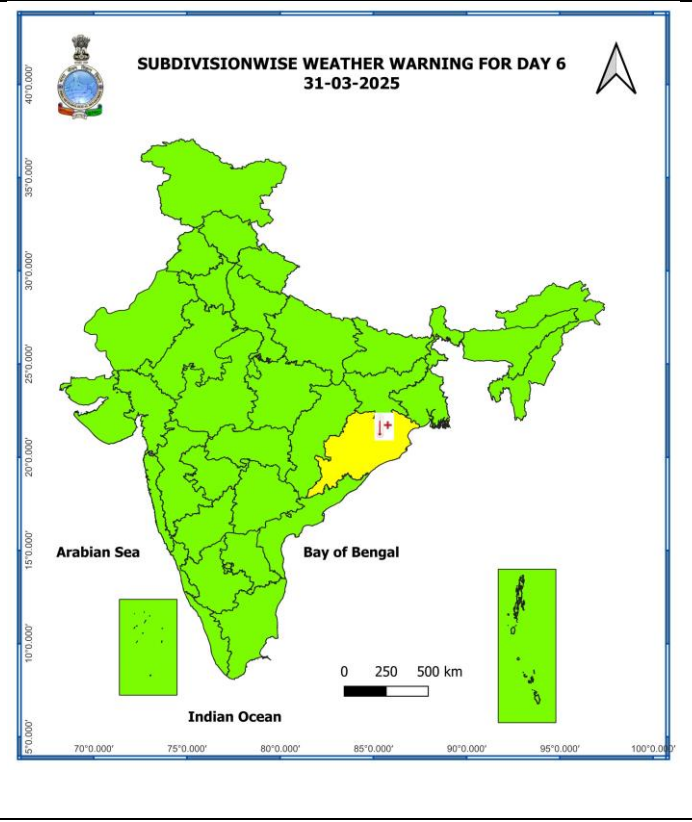 SUBDIVISIONWISE WEATHER WARNING FOR DAY 6
31-03-2025
40°0.000'
35°0.000'
30°0.000'
25°0.000'
20°0.000'
15°0.000'
10°0.000'
5°0.000'
Arabian Sea
Bay of Bengal
0 250 500 km
Indian Ocean
70°0.000' 75°0.000' 80°0.000' 85°0.000' 90°0.000' 95°0.000' 100°0.000'